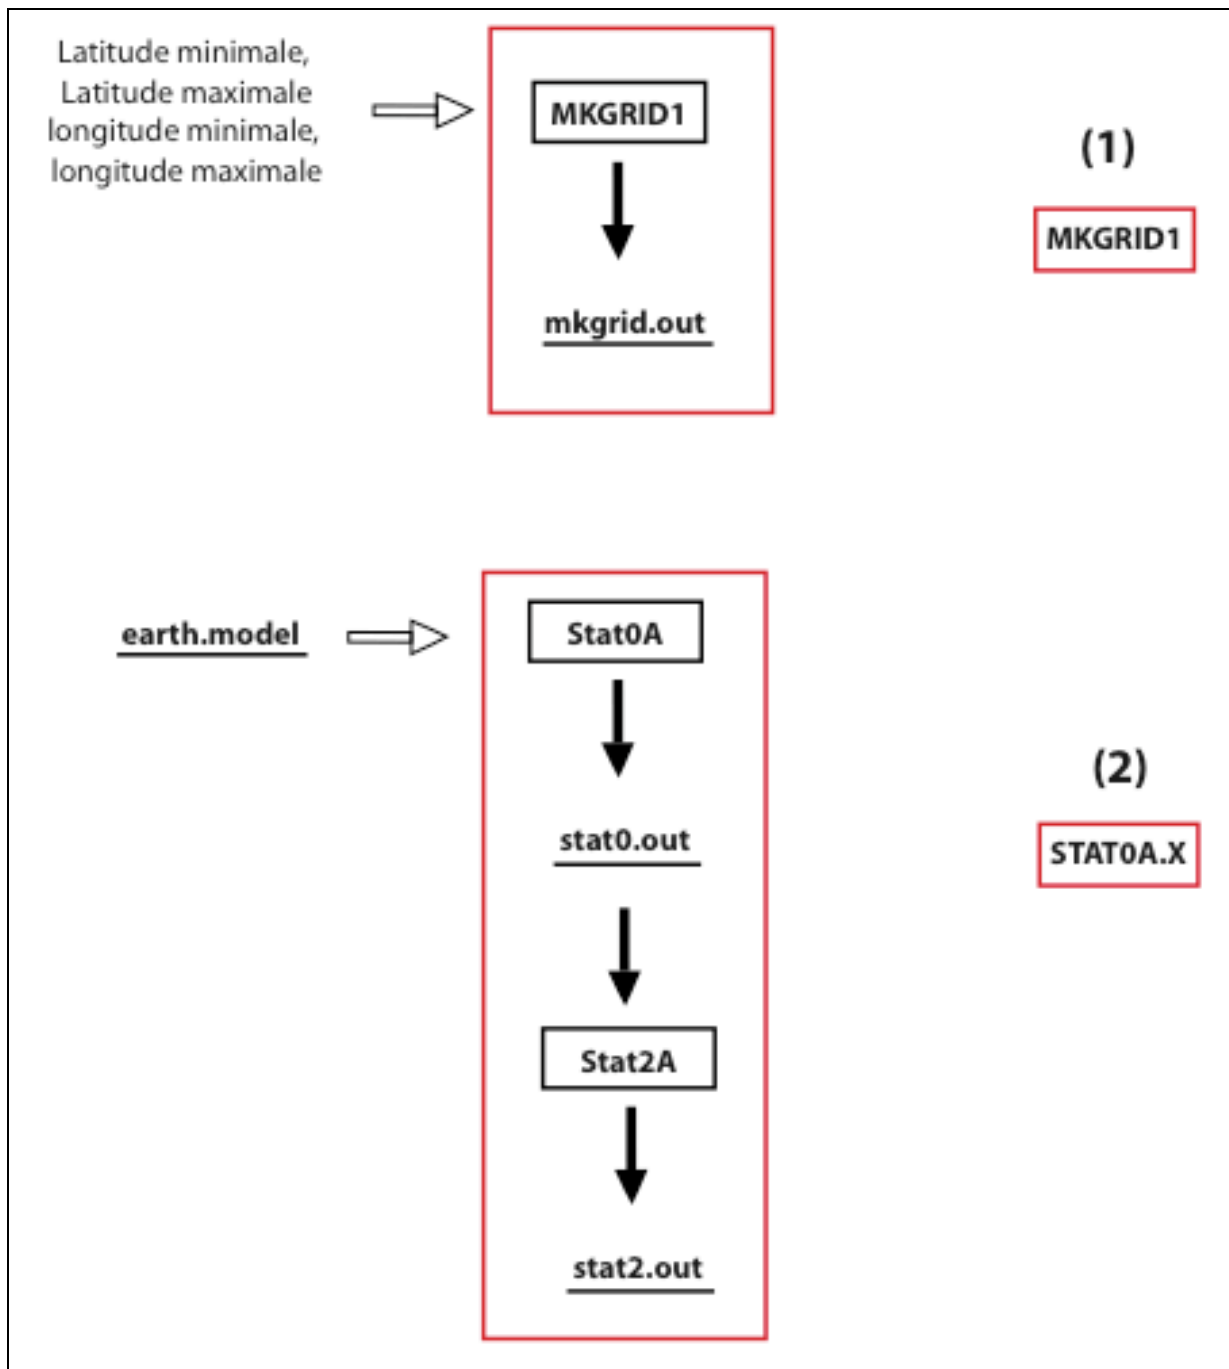 Latitude minimale,
Latitude maximale
longitude minimale,
longitude maximale
MKGRID1
mkgrid.out
(1)
MKGRID1
earth.model
Stat0A
stat0.out
Stat2A
stat2.out
(2)
STAT0A.X